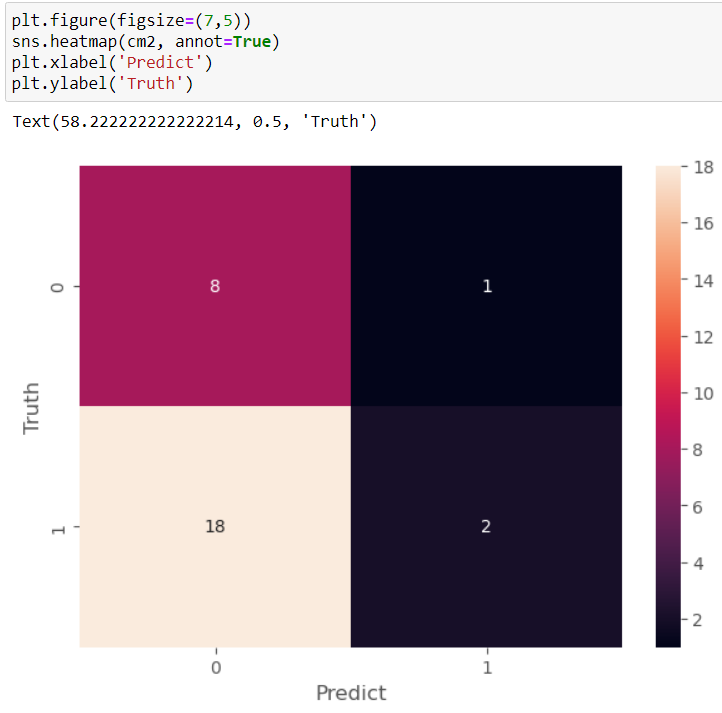 plt.figure(figsize=(7,5))
sns.heatmap(cm2, annot=True)
plt.xlabel('Predict')
plt.ylabel('Truth')
Text(58.222222222222214, 0.5, 'Truth')
18
16
14
12
10
8
6
4
2
0
8
1
Truth
1
18
2
0
1
Predict